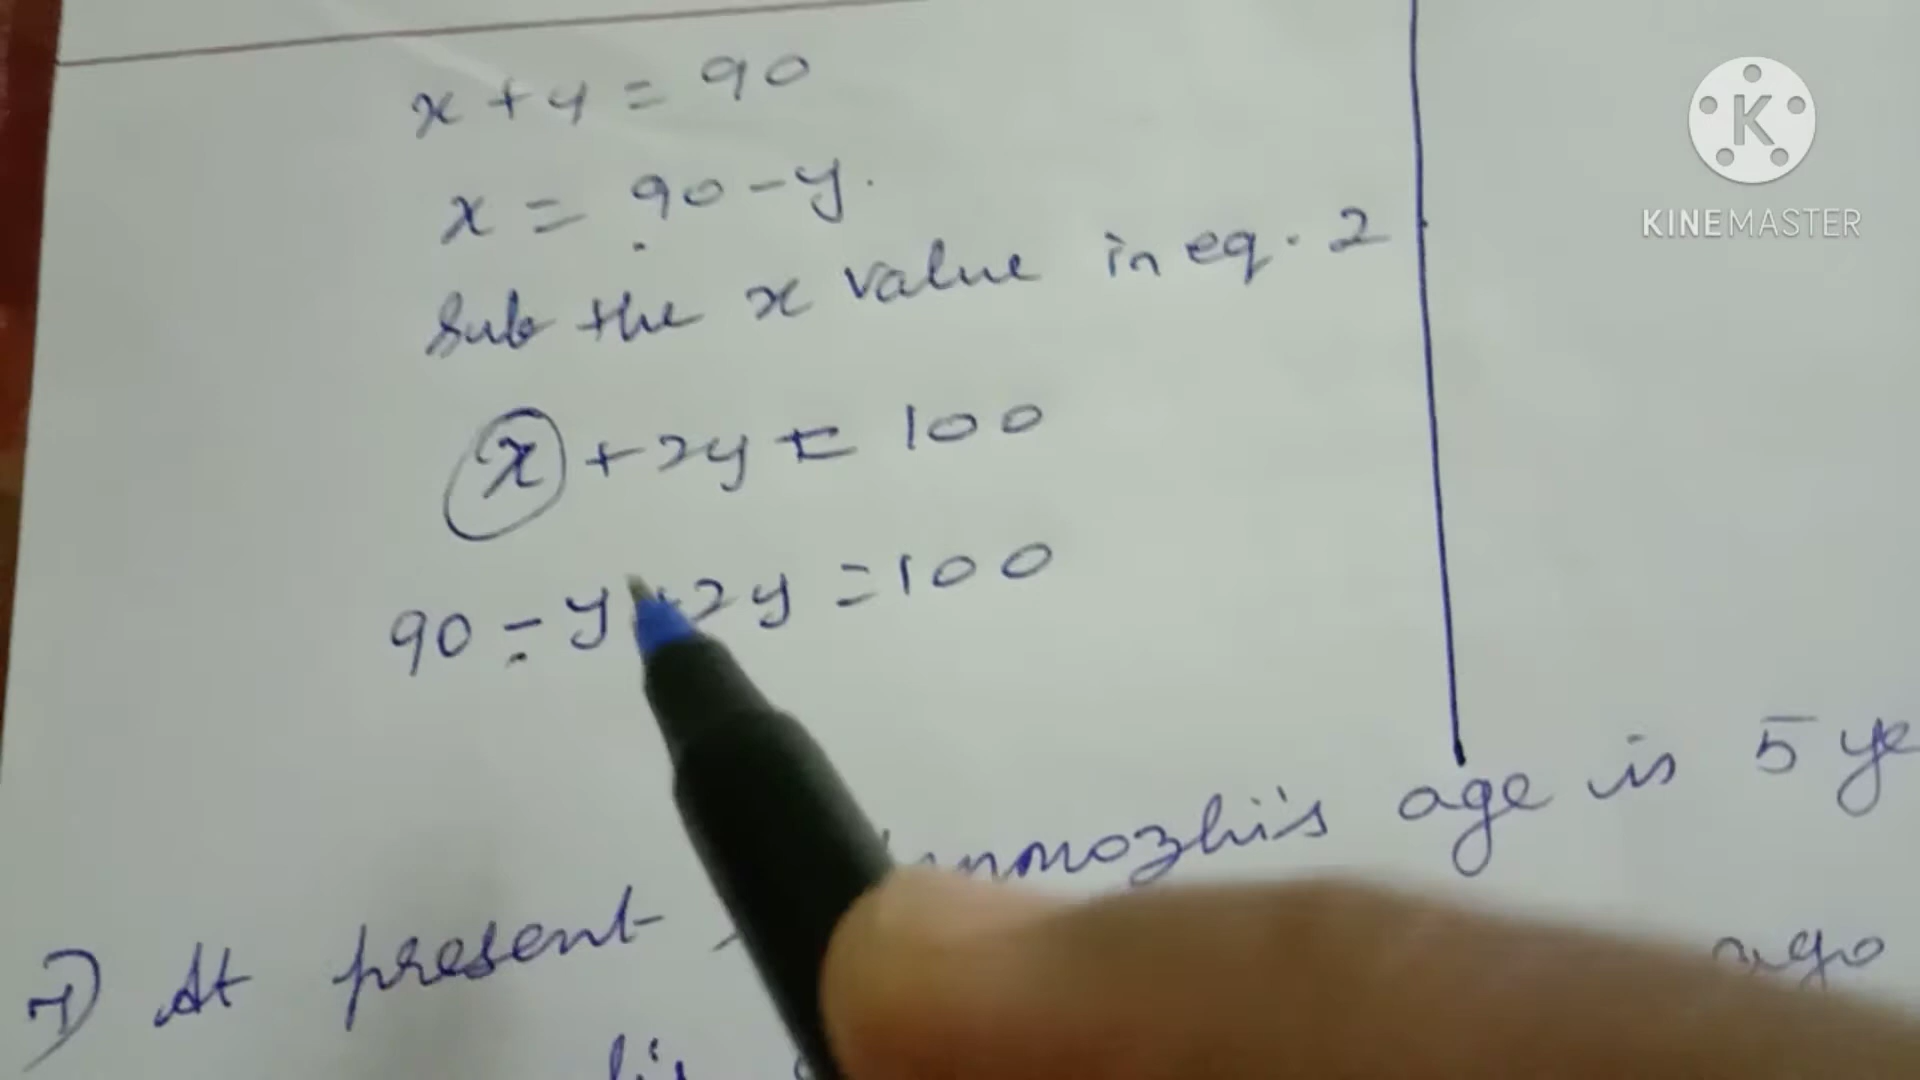 x + y = 90
x = 90 - y.
Sub the x value in eq. 2
x + 2y = 100
90 - y + 2y = 100
7) At present age is 5
ago
K
KINEMASTER